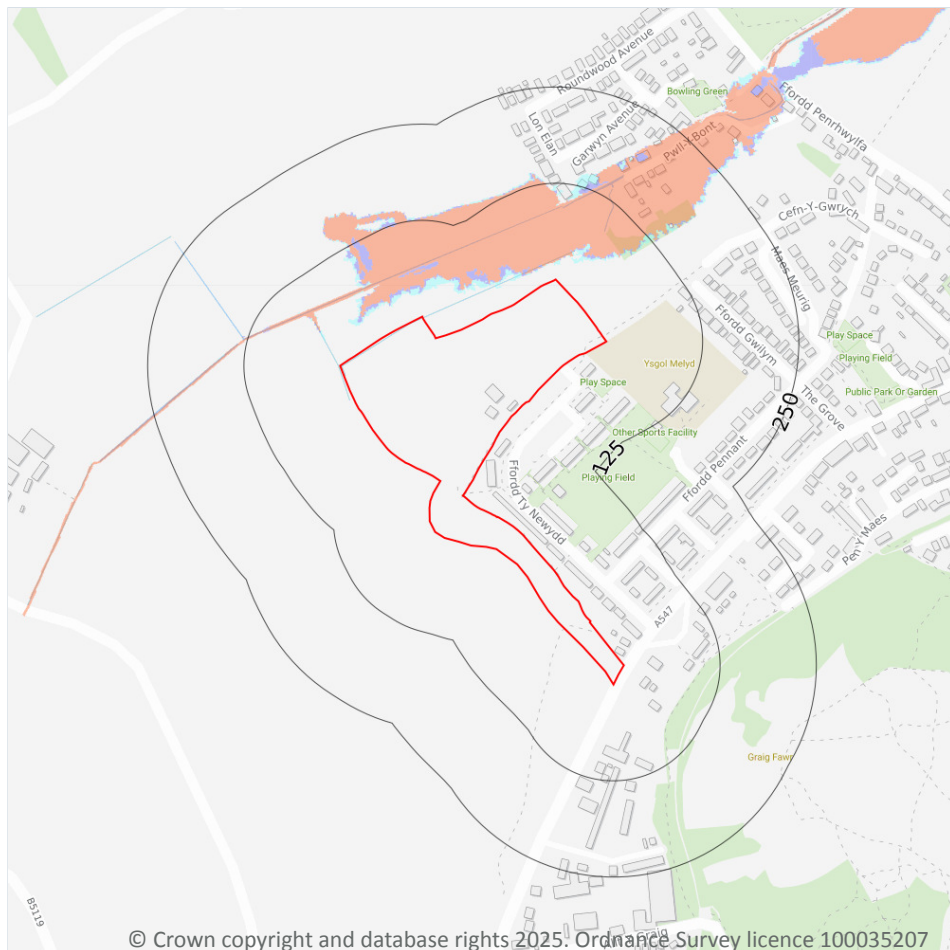 Roundwood Avenue
Bowling Green
Ffordd Penrhwylfa
Lon Elan
Garwyn Avenue
Pwll-Y-Bont
Cefn-Y-Gwrych
Maes Meurig
Ffordd Gwilym
Play Space
Playing Field
Ysgol Melyd
Play Space
The Grove
Public Park Or Garden
250
Other Sports Facility
125
Playing Field
Ffordd Pennant
Ffordd Ty Newydd
Pen Y Maes
A547
Graig Fawr
B5119
Graig
© Crown copyright and database rights 2025. Ordnance Survey licence 100035207